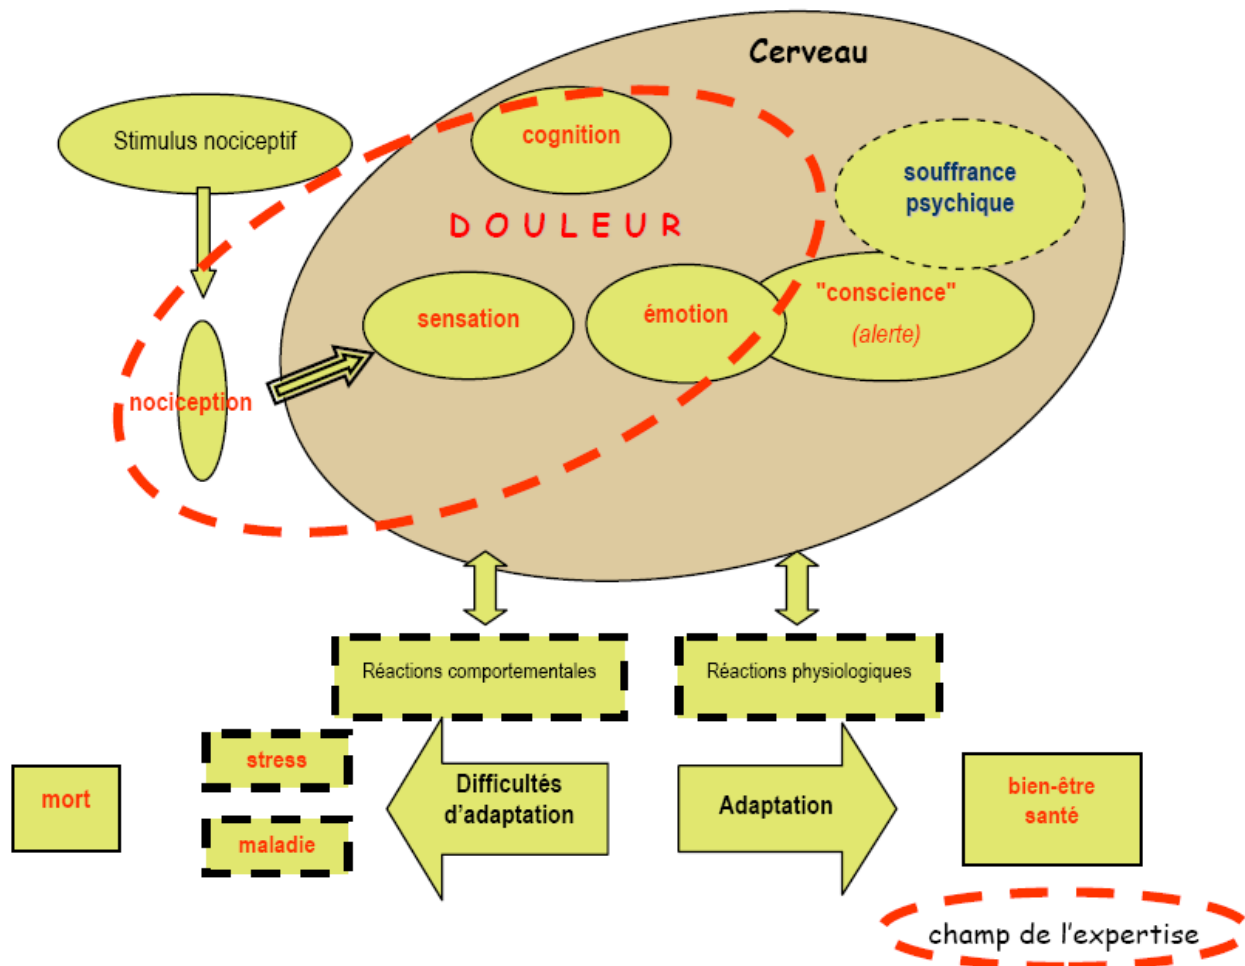 Cerveau
Stimulus nociceptif
cognition
souffrance
psychique
D O U L E U R
sensation
émotion
"conscience"
(alerte)
nociception
Réactions comportementales
Réactions physiologiques
stress
mort
maladie
Difficultés
d'adaptation
Adaptation
bien-être
santé
champ de l'expertise